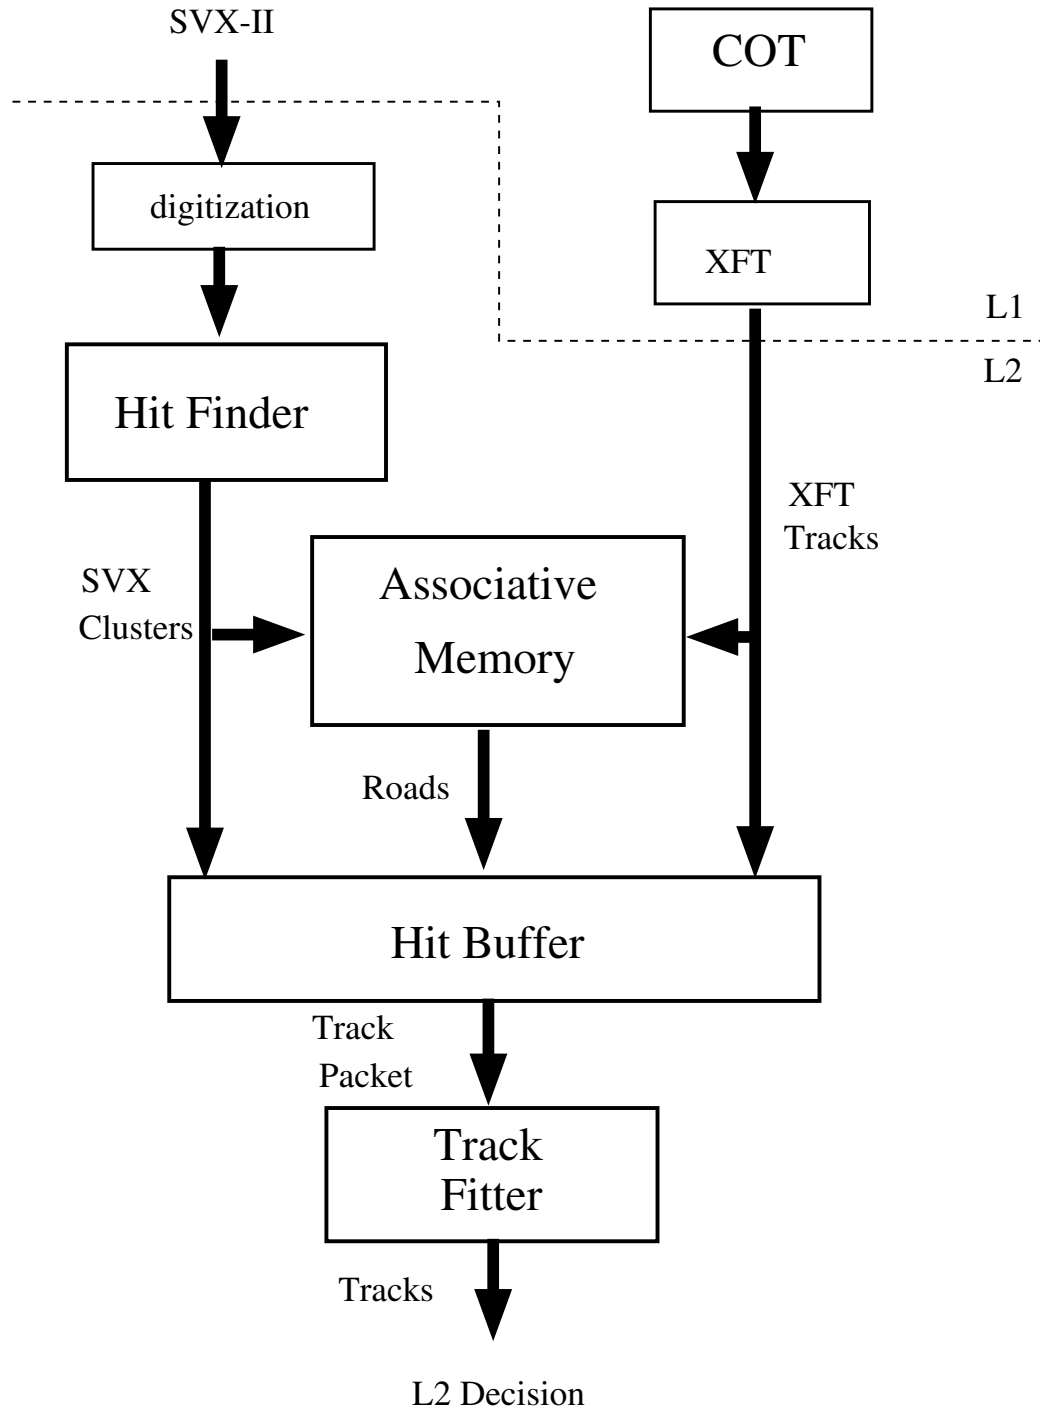 SVX-II
COT
digitization
XFT
L1
L2
Hit Finder
XFT
Tracks
SVX
Clusters
Associative
Memory
Roads
Hit Buffer
Track
Packet
Track
Fitter
Tracks
L2 Decision